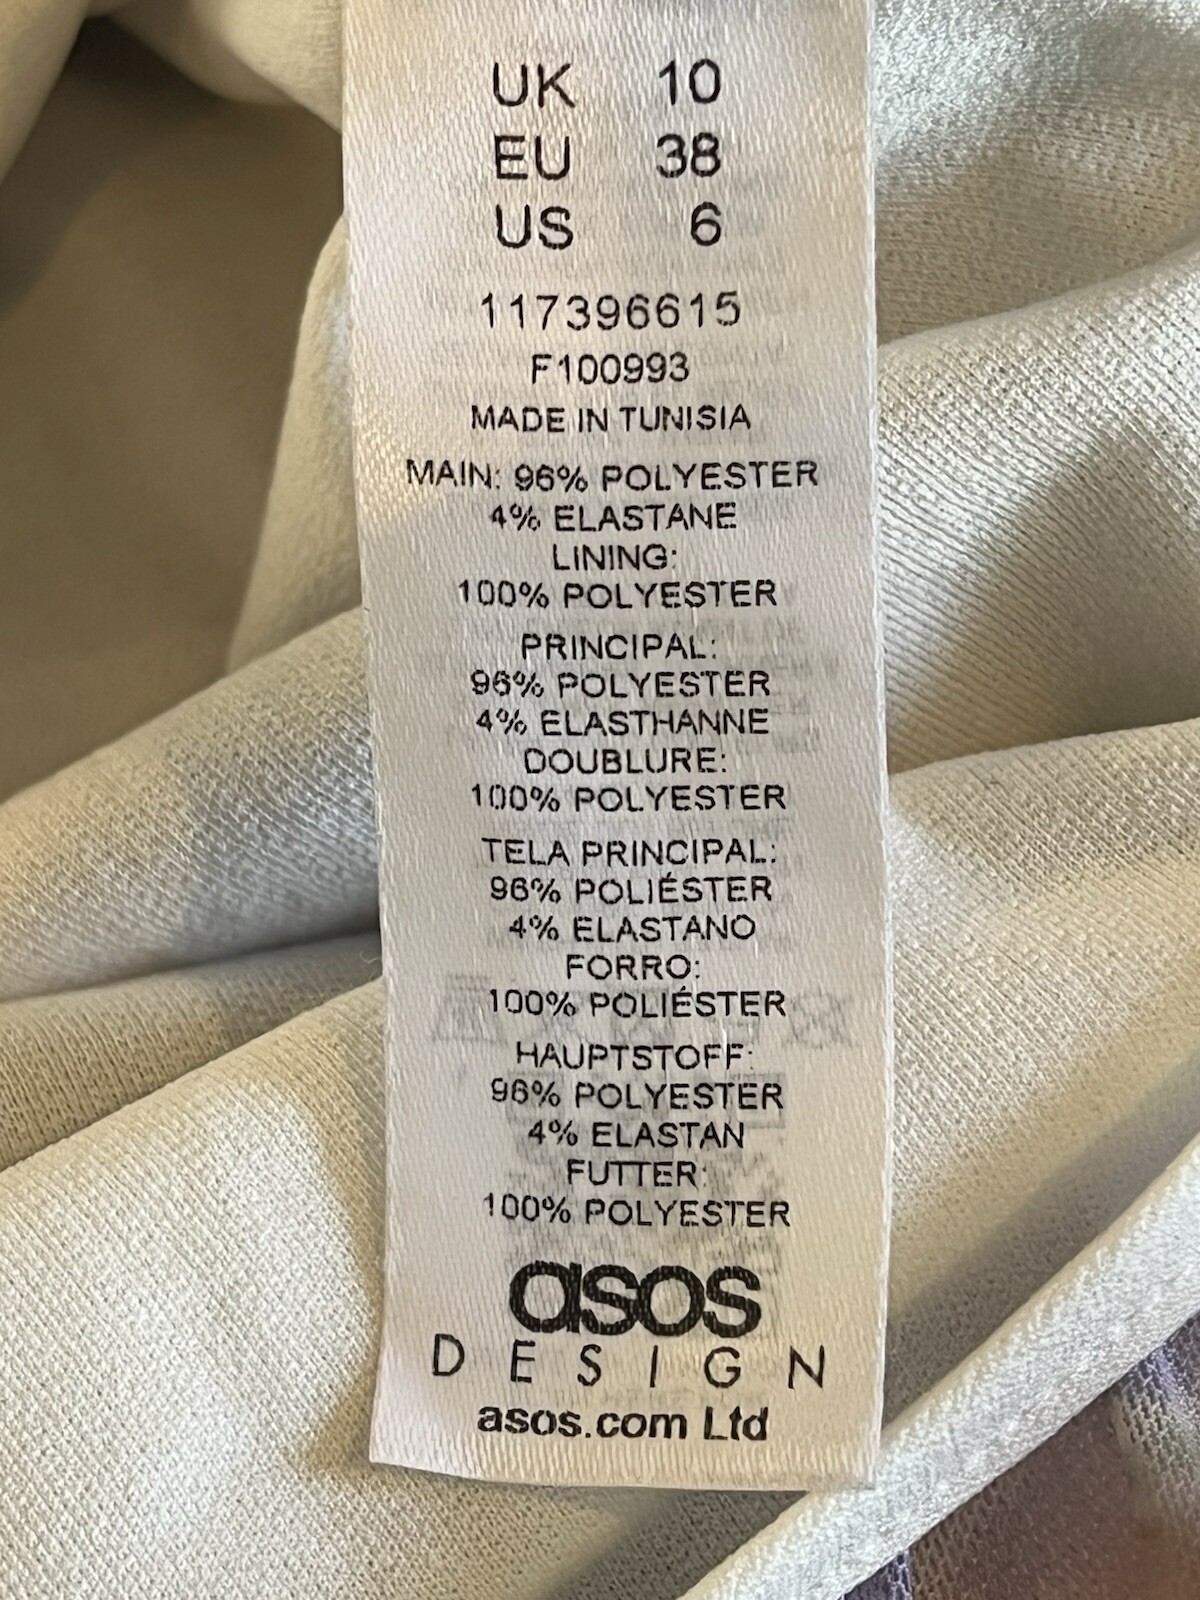 UK 10
EU 38
US 6
117396615
F100993
MADE IN TUNISIA
MAIN: 96% POLYESTER
4% ELASTANE
LINING:
100% POLYESTER
PRINCIPAL:
96% POLYESTER
4% ELASTHANNE
DOUBLURE:
100% POLYESTER
TELA PRINCIPAL:
96% POLIÉSTER
4% ELASTANO
FORRO:
100% POLIÉSTER
HAUPTSTOFF:
96% POLYESTER
4% ELASTAN
FUTTER:
100% POLYESTER
asos
DESIGN
asos.com Ltd